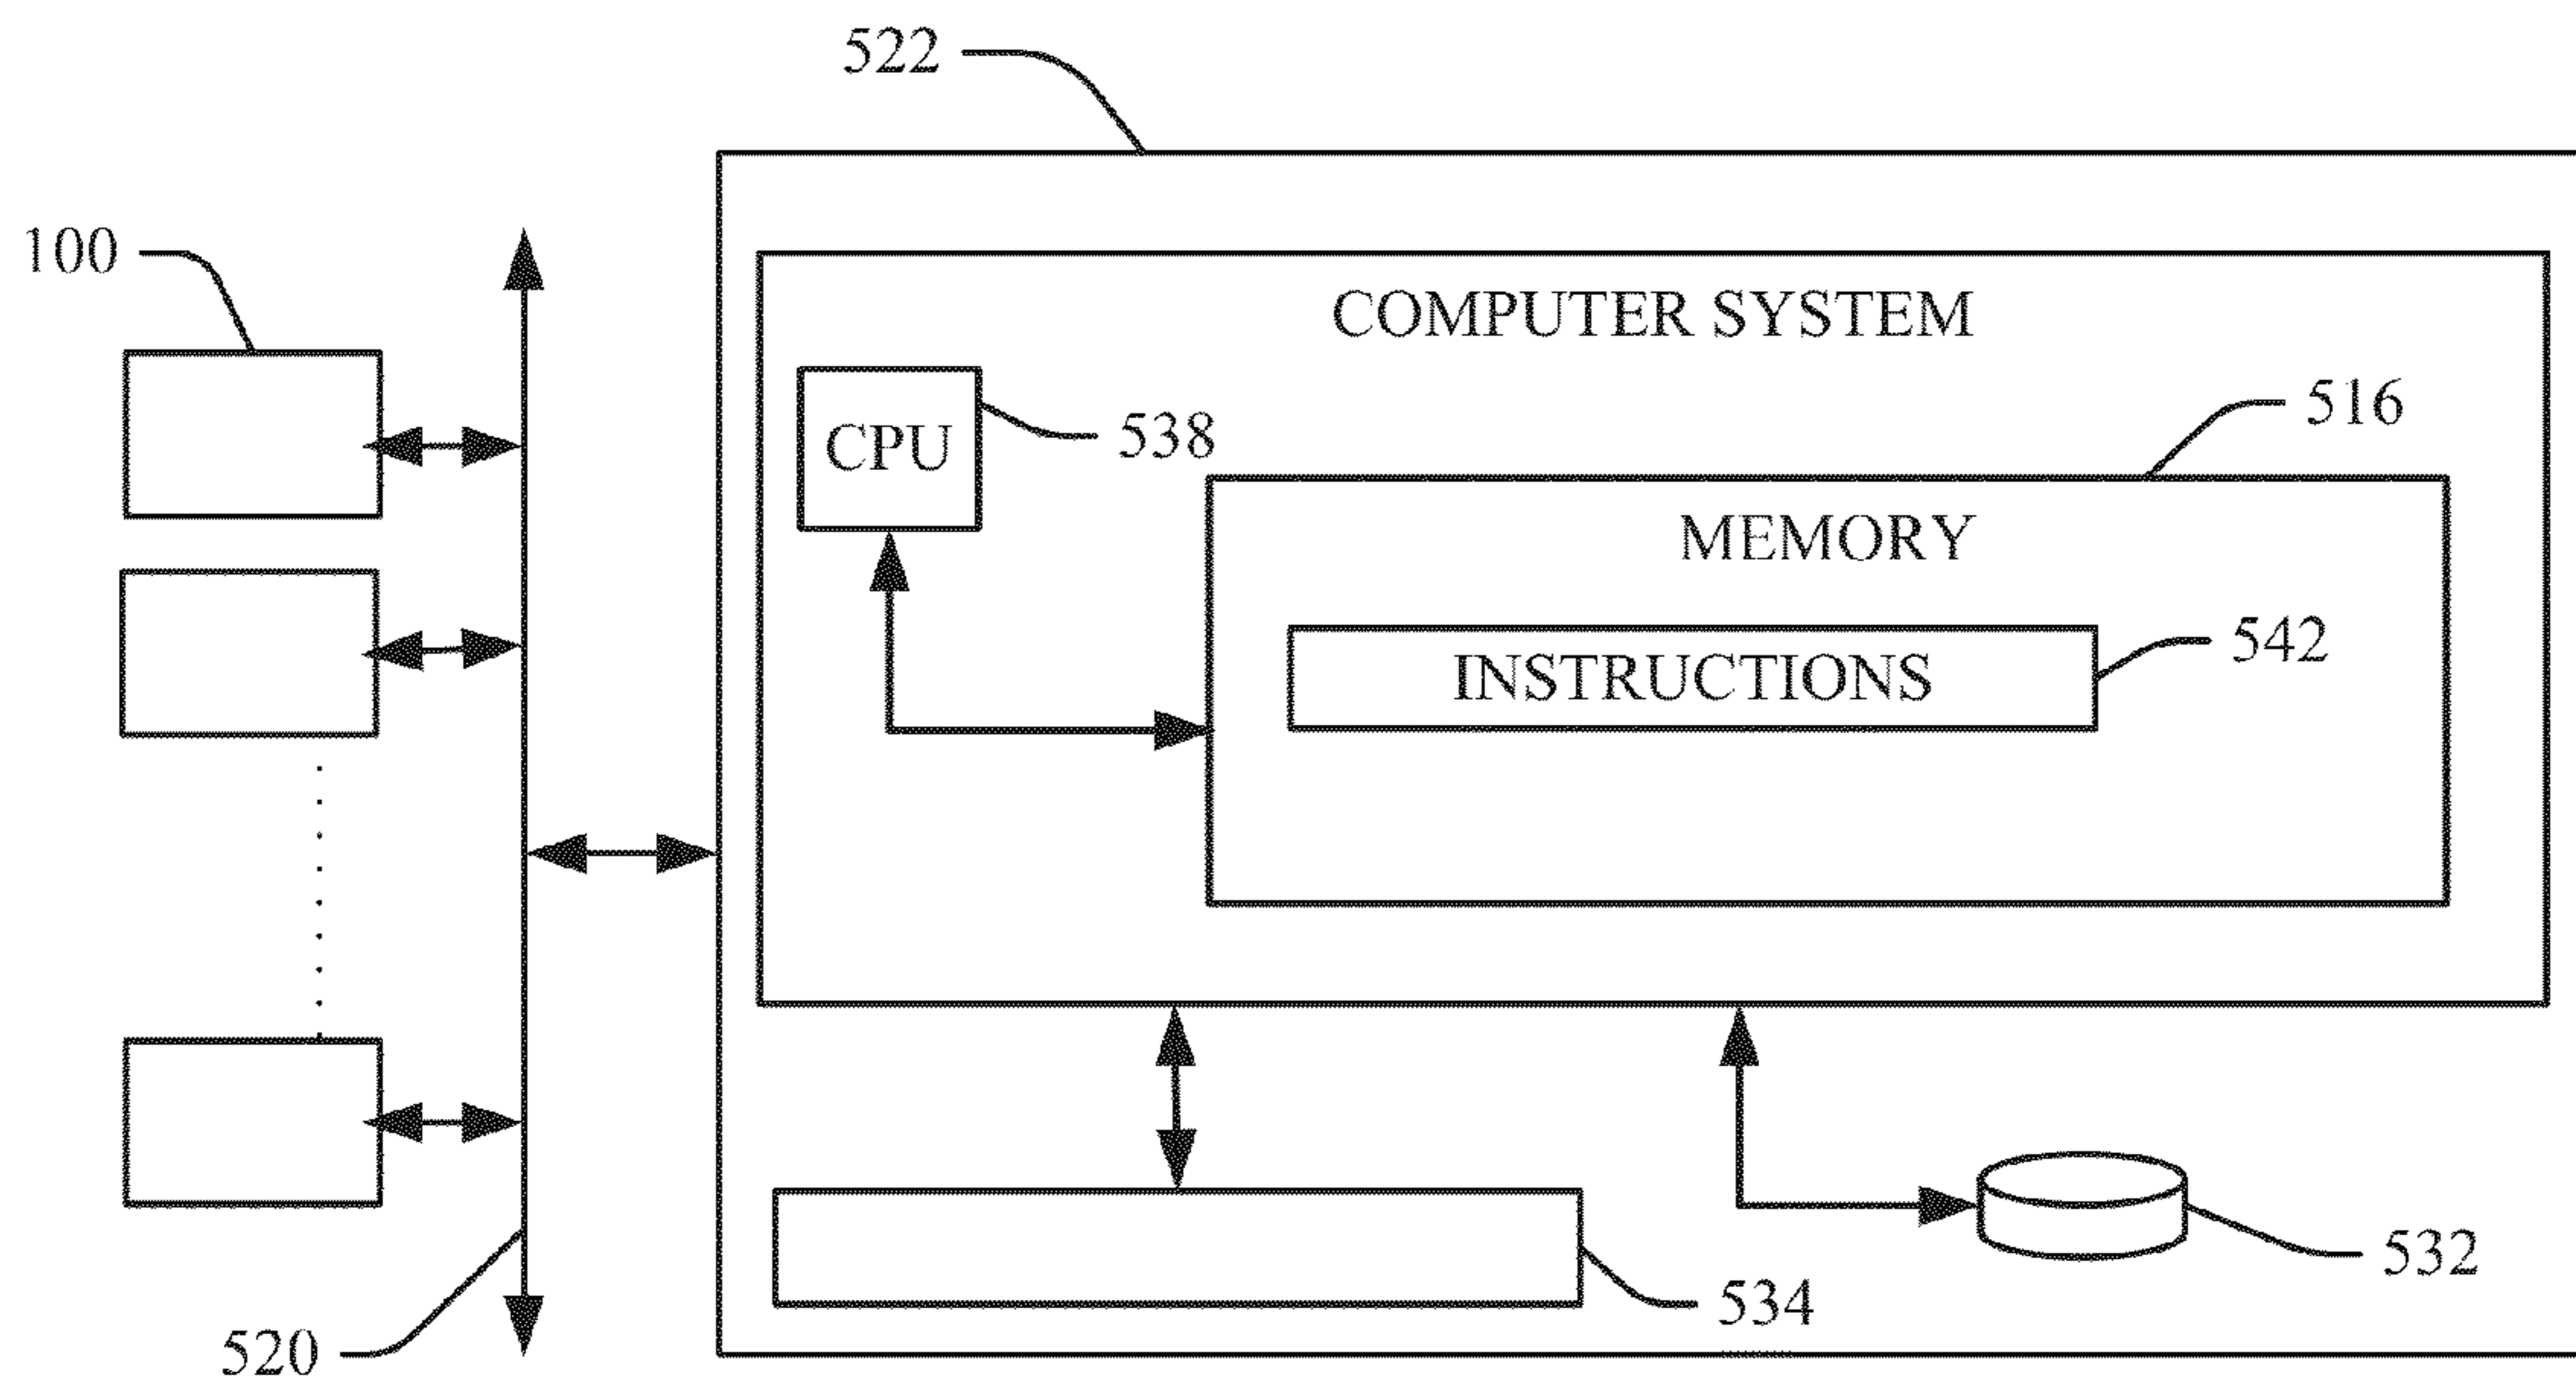 522
100
COMPUTER SYSTEM
516
CPU
538
MEMORY
542
INSTRUCTIONS
532
534
520